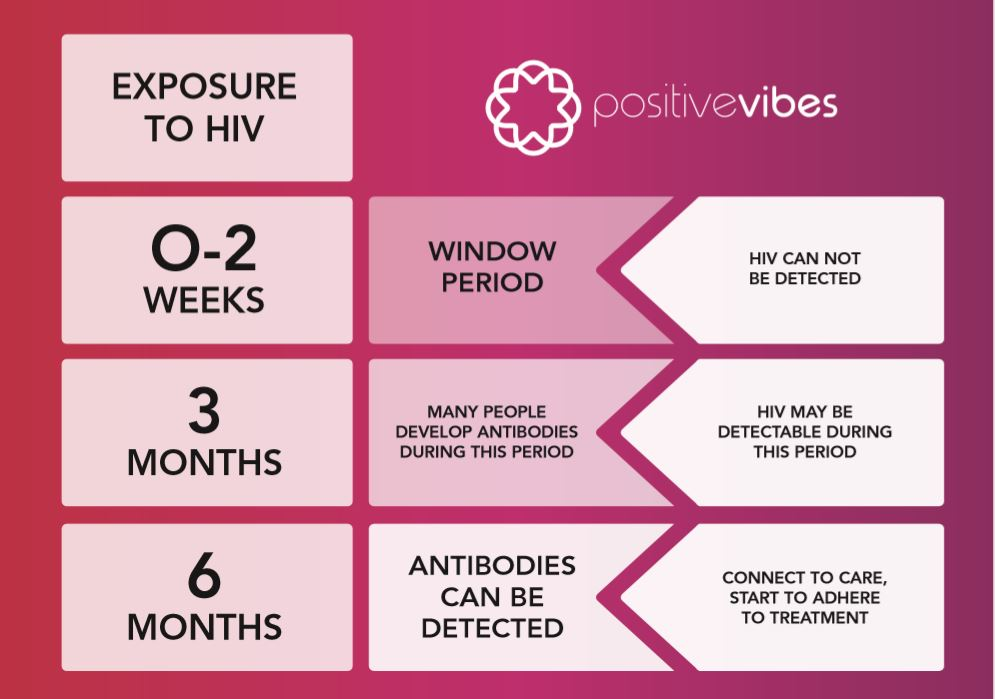 EXPOSURE
TO HIV
positivevibes
0-2
WEEKS
WINDOW
PERIOD
HIV CAN NOT
BE DETECTED
3
MONTHS
MANY PEOPLE
DEVELOP ANTIBODIES
DURING THIS PERIOD
HIV MAY BE
DETECTABLE DURING
THIS PERIOD
6
MONTHS
ANTIBODIES
CAN BE
DETECTED
CONNECT TO CARE,
START TO ADHERE
TO TREATMENT